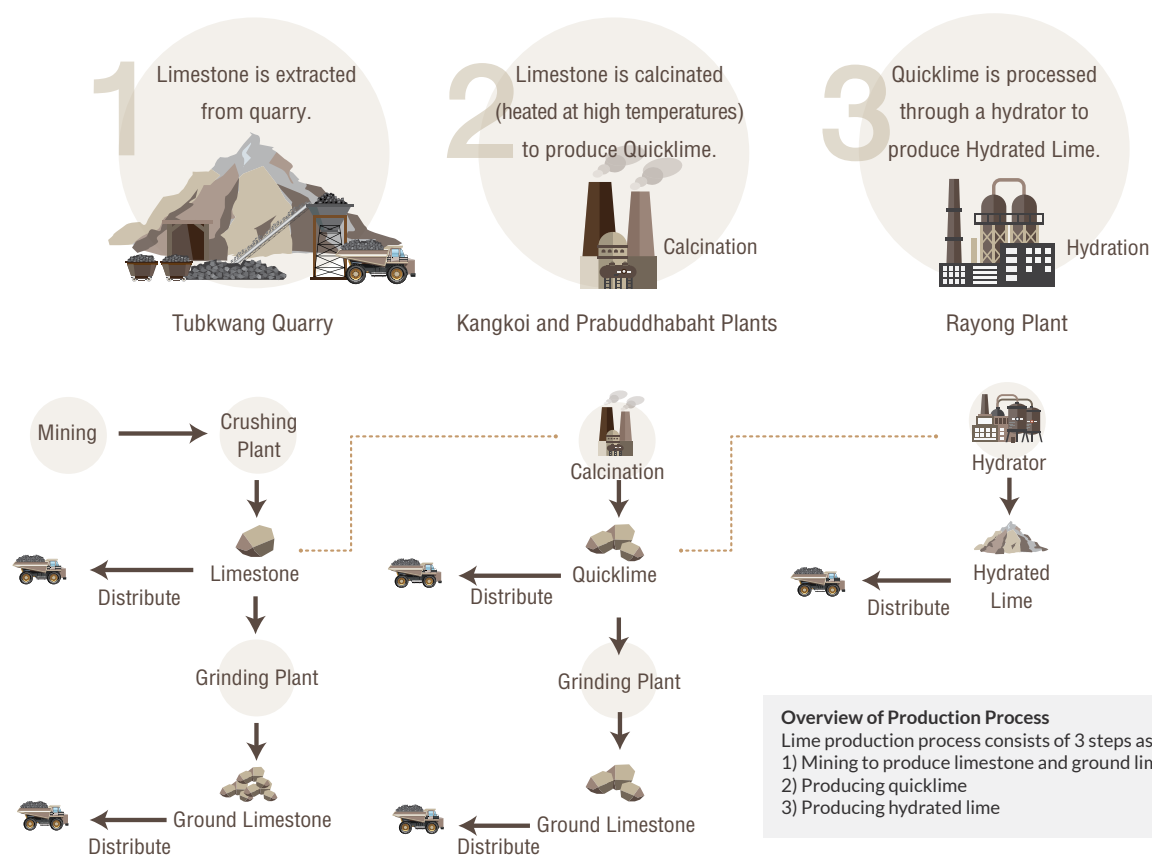 1
Limestone is extracted
from quarry.
Tubkwang Quarry
2
Limestone is calcinated
(heated at high temperatures)
to produce Quicklime.
Calcination
Kangkoi and Prabuddhabaht Plants
3
Quicklime is processed
through a hydrator to
produce Hydrated Lime.
Hydration
Rayong Plant
Mining
Crushing
Plant
Limestone
Distribute
Grinding Plant
Ground Limestone
Distribute
Calcination
Quicklime
Distribute
Grinding Plant
Ground Limestone
Distribute
Hydrator
Hydrated
Lime
Distribute
Overview of Production Process
Lime production process consists of 3 steps as
1) Mining to produce limestone and ground lim
2) Producing quicklime
3) Producing hydrated lime